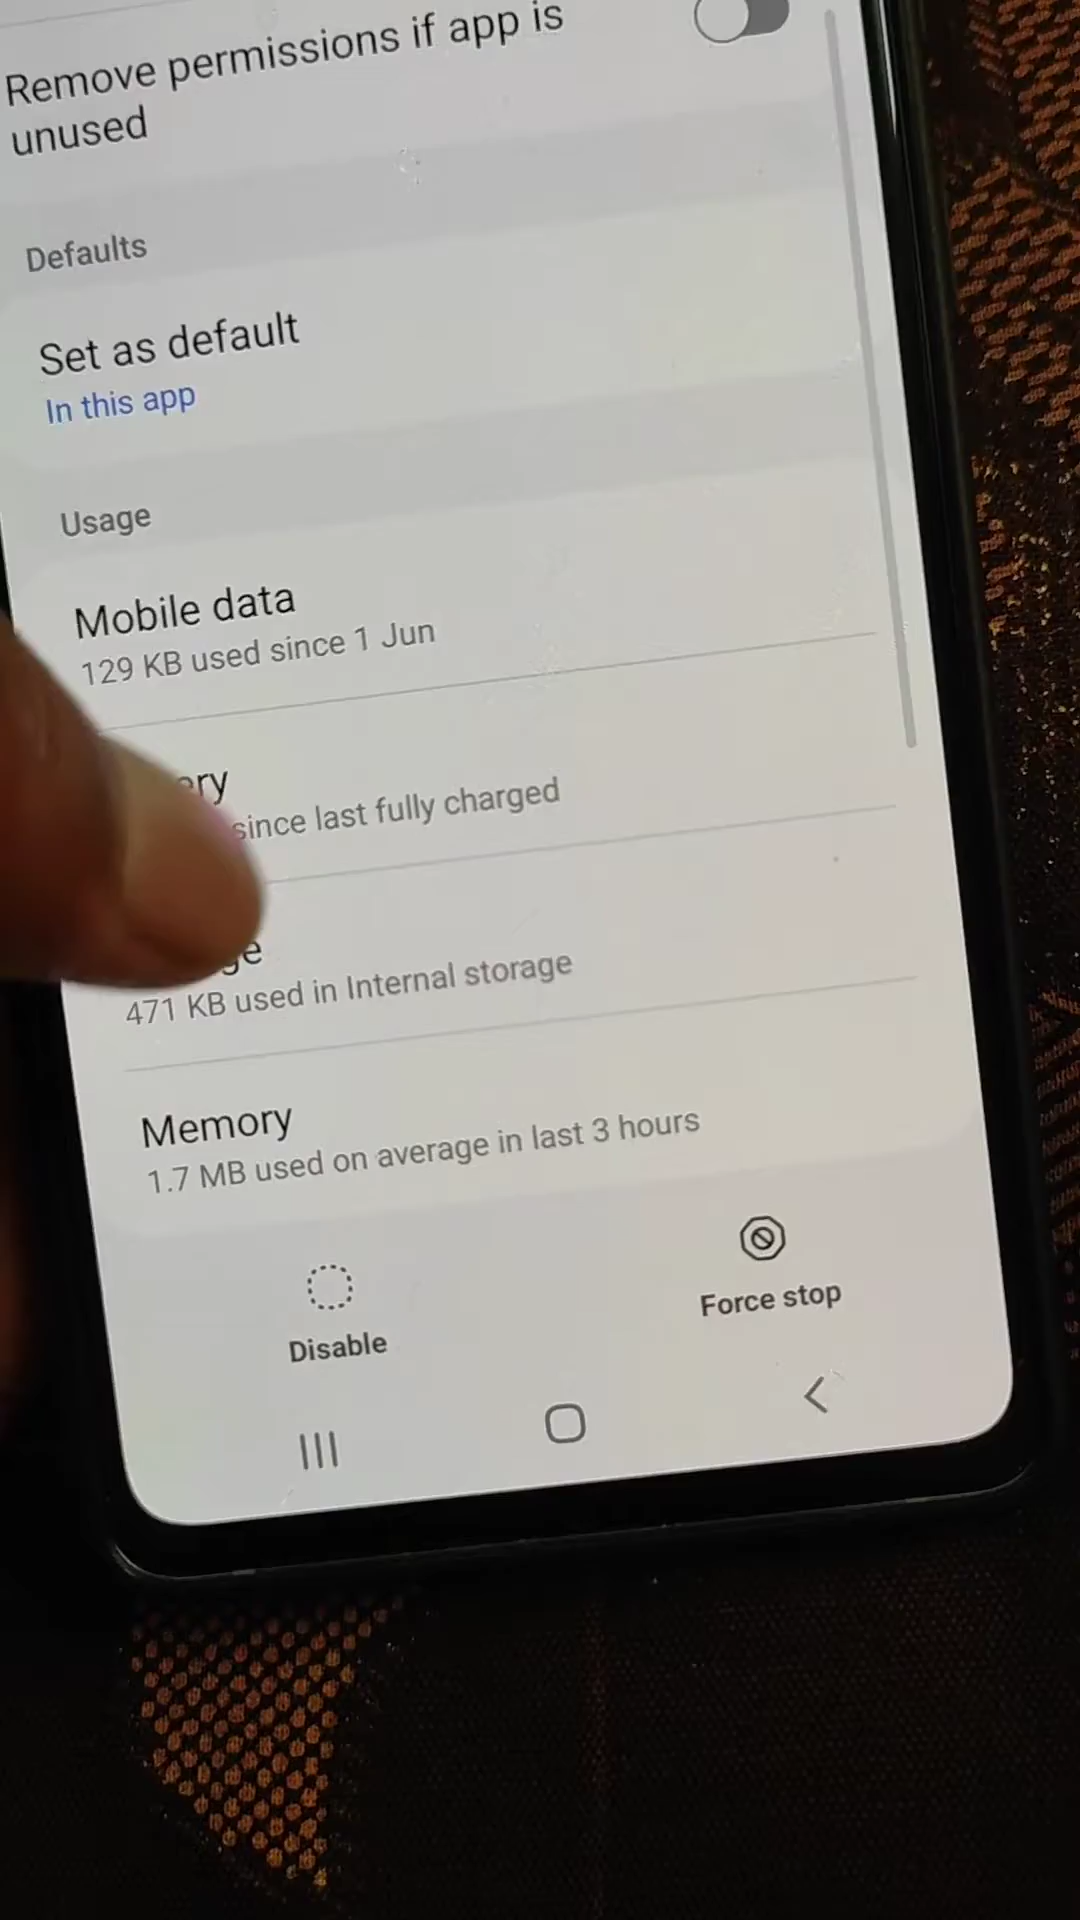 Remove permissions if app is
unused
Defaults
Set as default
In this app
Usage
Mobile data
129 KB used since 1 Jun
since last fully charged
471 KB used in Internal storage
Memory
1.7 MB used on average in last 3 hours
Disable
Force stop